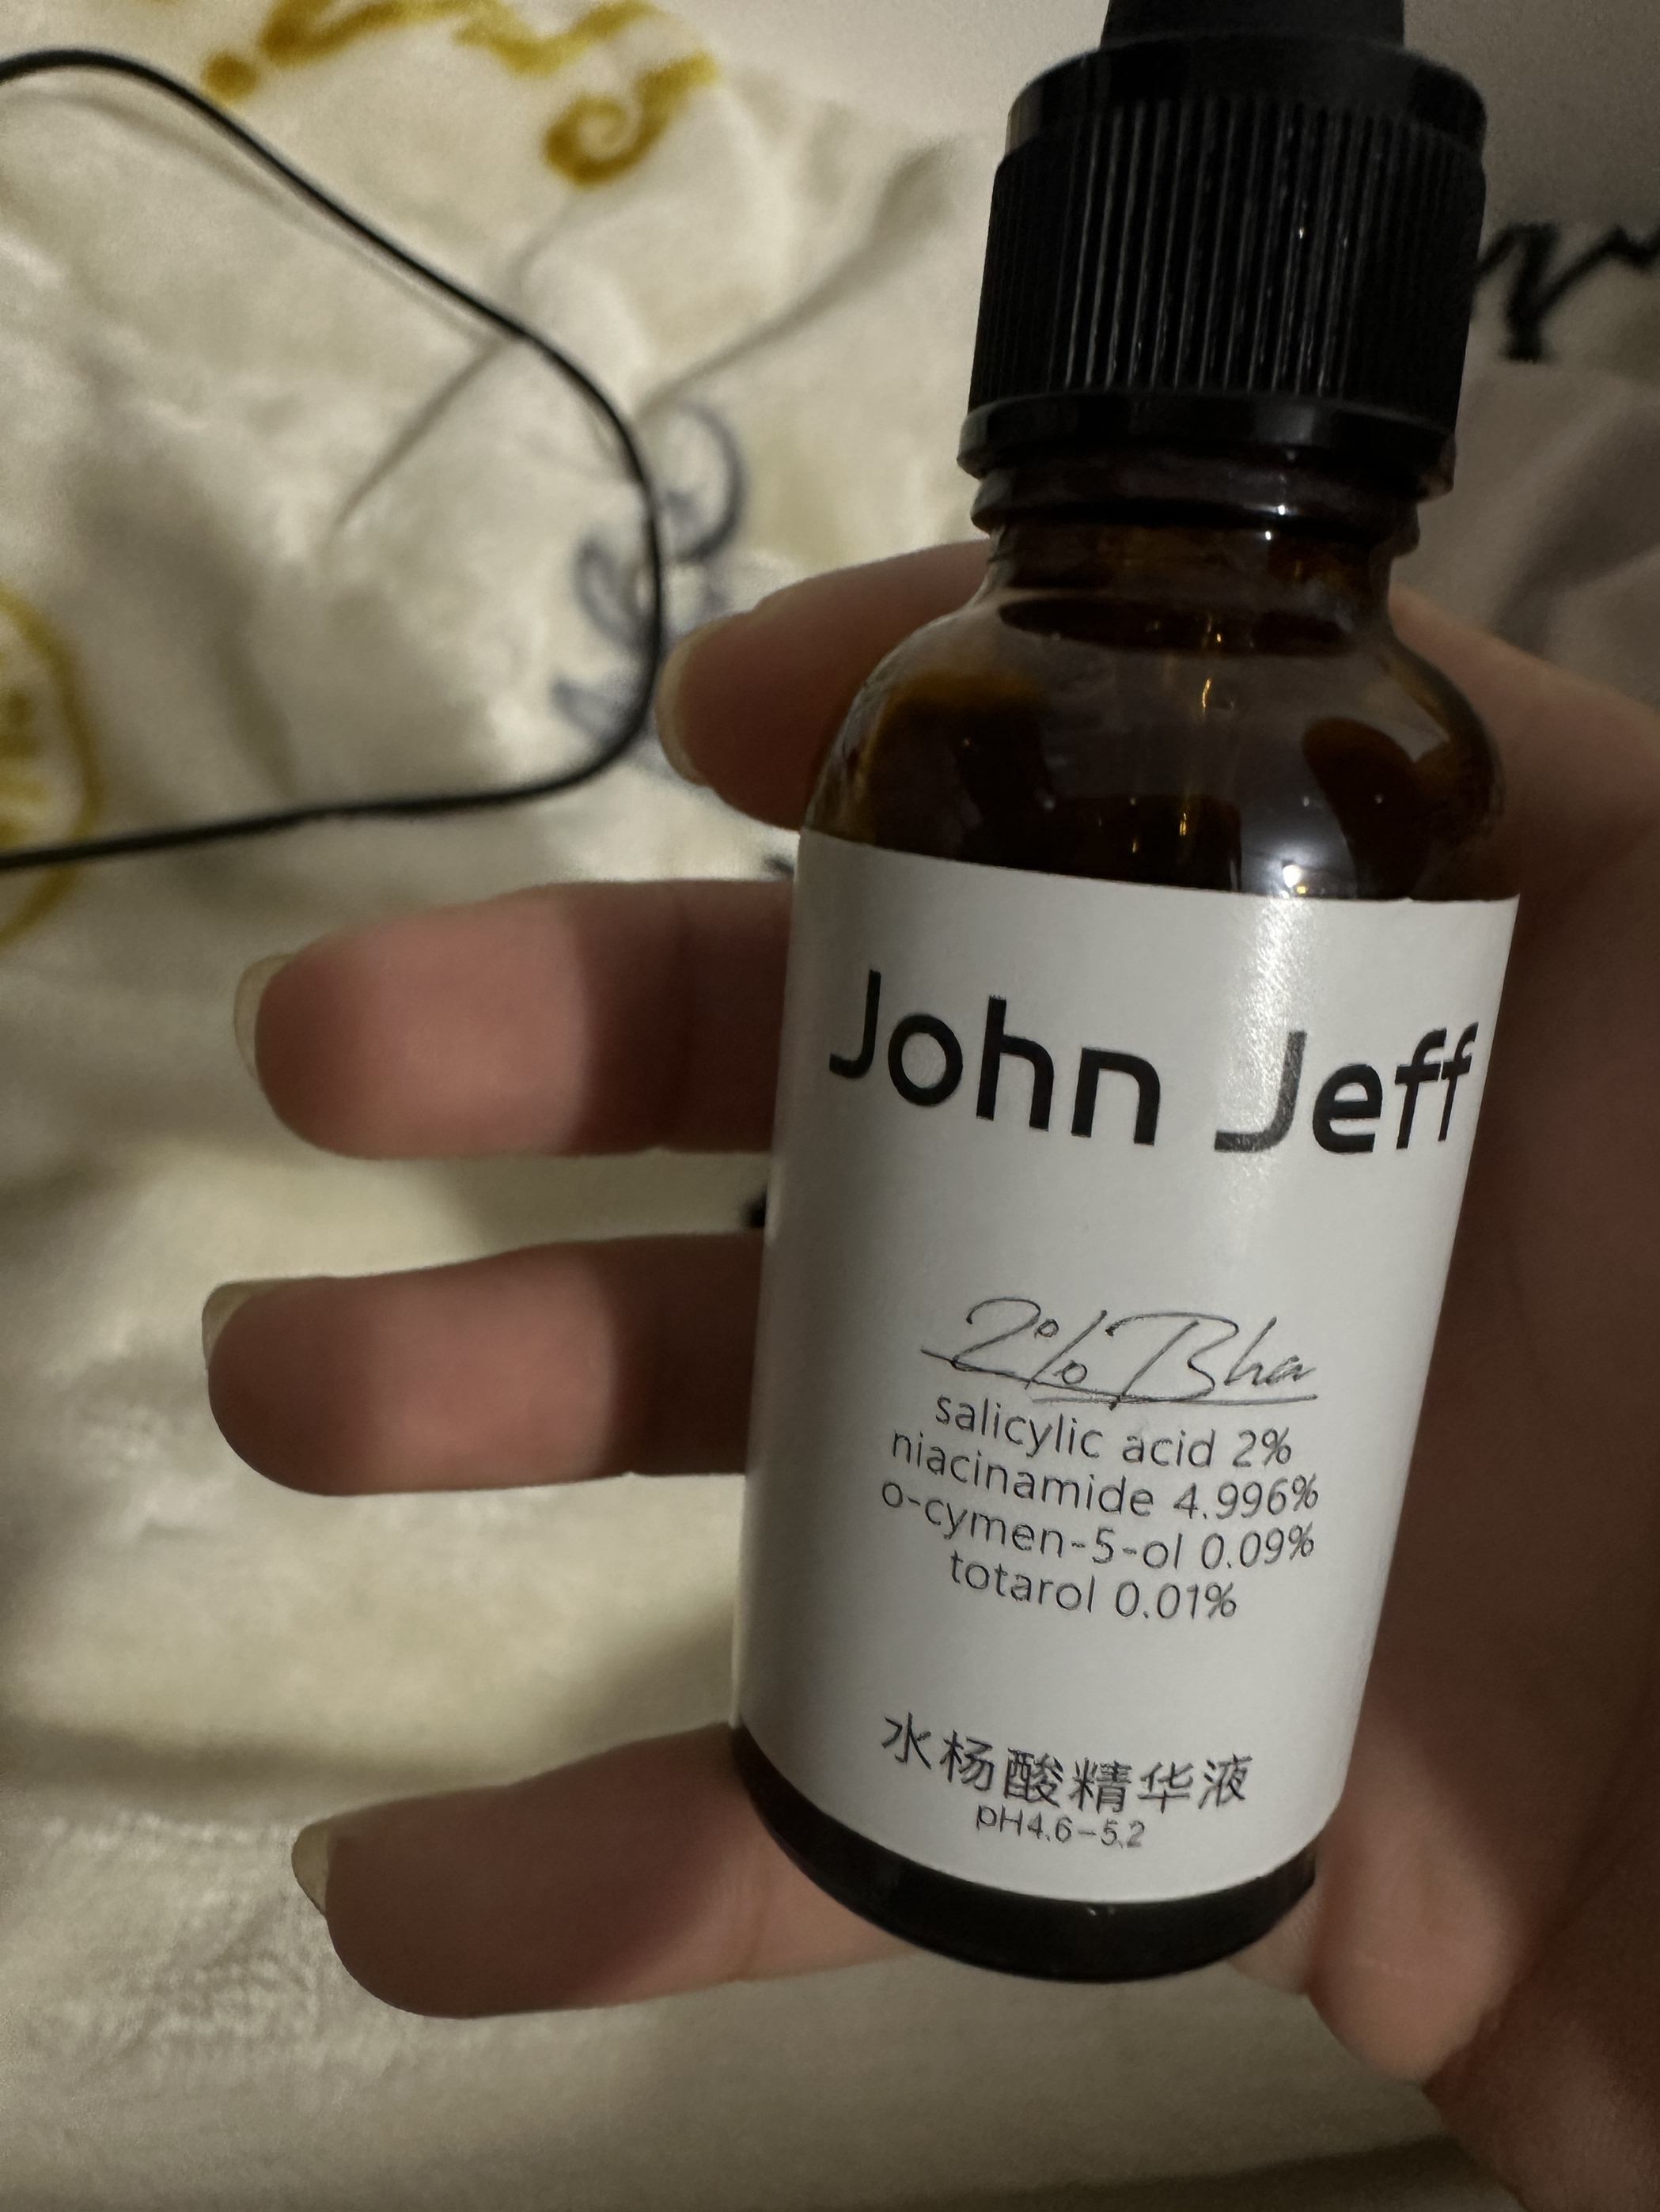 John Jeff
2% Bha
salicylic acid 2%
niacinamide 4.996%
o-cymen-5-ol 0.09%
totarol 0.01%
水杨酸精华液
pH4.6-5.2